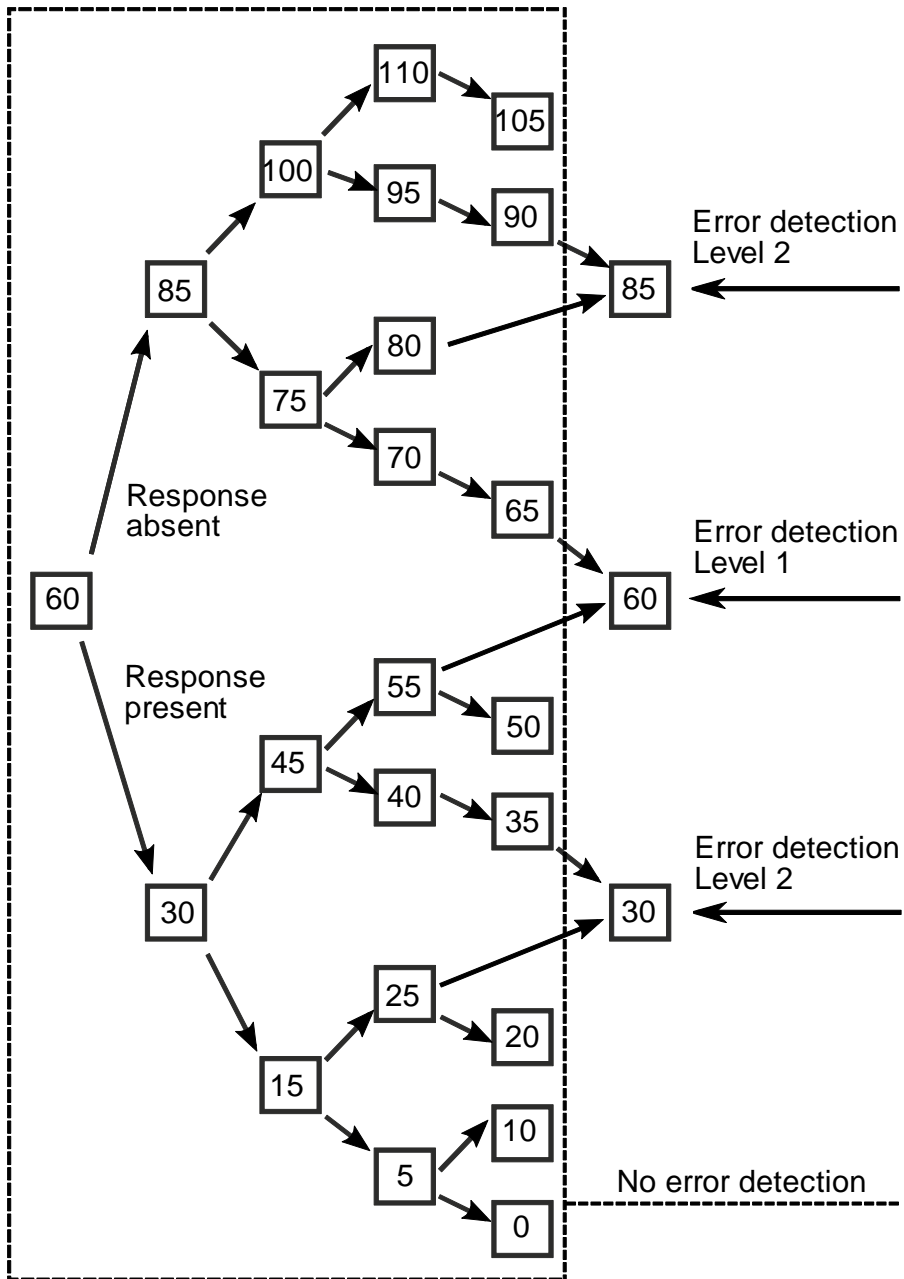 110
105
100
95
90
Error detection
Level 2
85
85
80
75
70
Response
absent
65
Error detection
Level 1
60
60
Response
present
55
50
45
40
35
Error detection
Level 2
30
30
25
20
15
10
No error detection
5
0